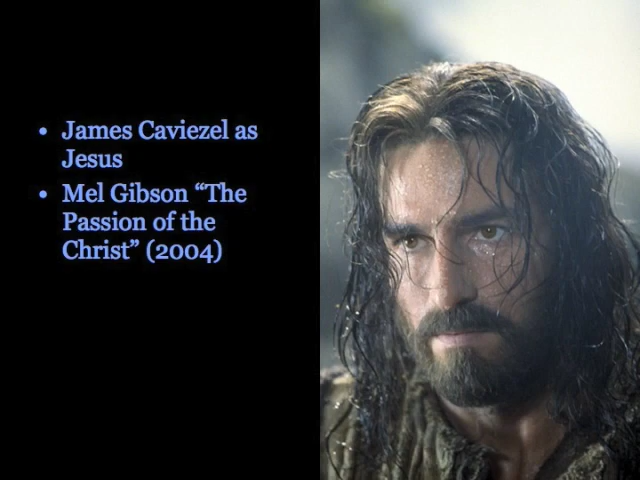 • James Caviezel as
Jesus
• Mel Gibson “The
Passion of the
Christ” (2004)